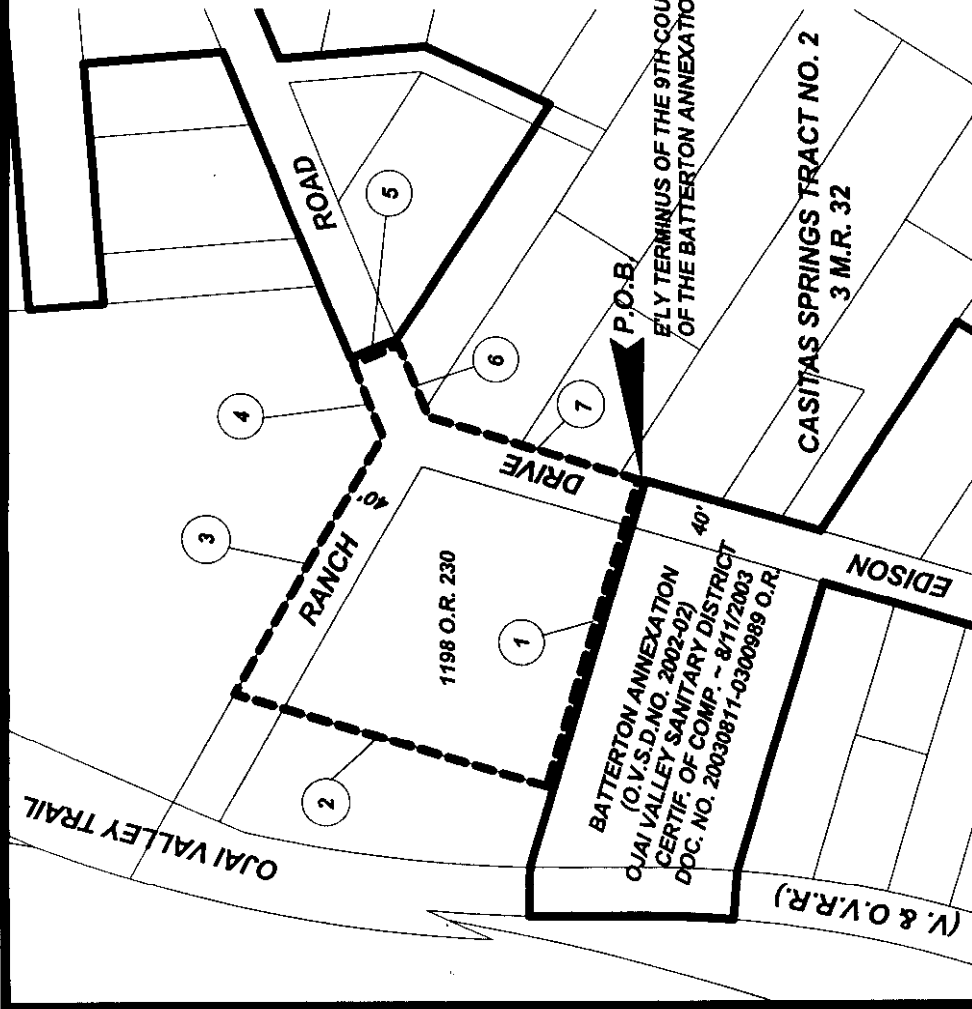 OJAI VALLEY TRAIL
(V. & O.V.R.R.)
RANCH
ROAD
40'
EDISON
DRIVE
40'
1198 O.R. 230
1
2
3
4
5
6
7
P.O.B.
E'LY TERMINUS OF THE 9TH COU
OF THE BATTERTON ANNEXATIO
CASITAS SPRINGS TRACT NO. 2
3 M.R. 32
BATTERTON ANNEXATION
(O.V.S.D.NO. 2002-02)
OJAI VALLEY SANITARY DISTRICT
CERTIF. OF COMP. ~ 8/11/2003
DOC. NO. 20030811-0300989 O.R.